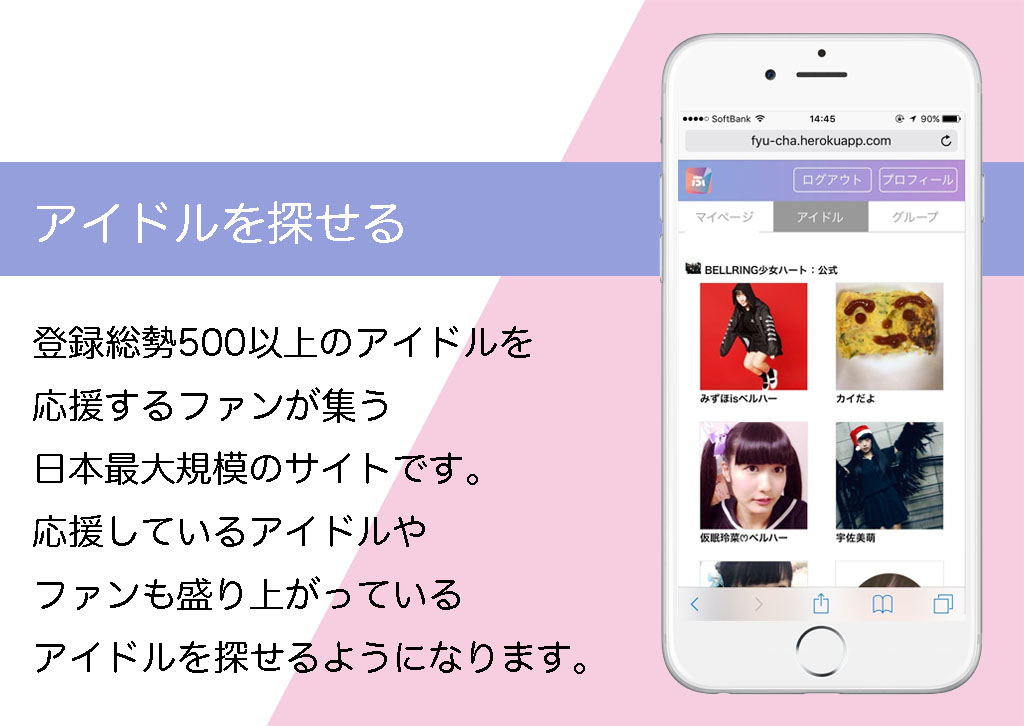 アイドルを探せる
登録総勢500以上のアイドルを
応援するファンが集う
日本最大規模のサイトです。
応援しているアイドルや
ファンも盛り上がっている
アイドルを探せるようになります。
SoftBank 14:45 90%
fyu-cha.herokuapp.com
ログアウト プロフィール
マイページ アイドル グループ
BELLRING少女ハート：公式
みずほisベルハー カイだよ
仮眠玲菜♡ベルハー 宇佐美萌